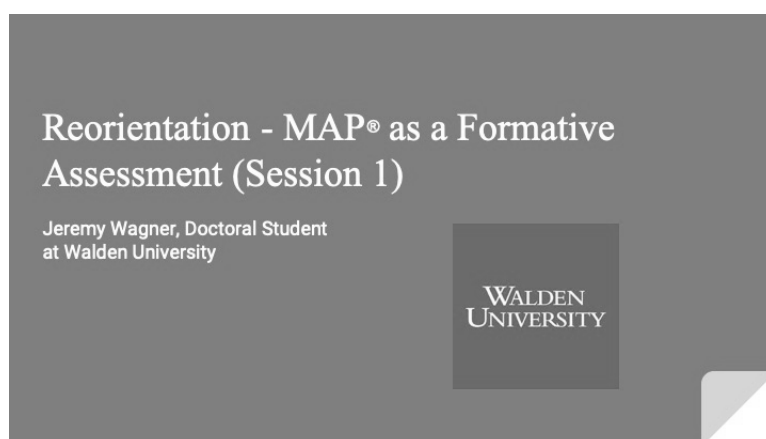 Reorientation - MAP® as a Formative
Assessment (Session 1)
Jeremy Wagner, Doctoral Student
at Walden University
WALDEN
UNIVERSITY